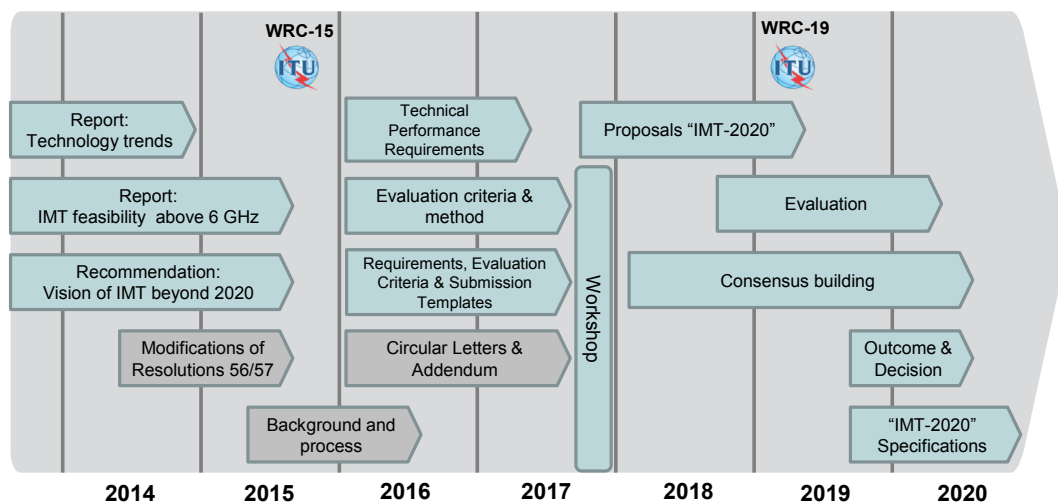 WRC-15
ITU
WRC-19
ITU
Report:
Technology trends
Technical
Performance
Requirements
Proposals “IMT-2020”
Report:
IMT feasibility above 6 GHz
Evaluation criteria &
method
Evaluation
Recommendation:
Vision of IMT beyond 2020
Requirements, Evaluation
Criteria & Submission
Templates
Workshop
Consensus building
Modifications of
Resolutions 56/57
Circular Letters &
Addendum
Outcome &
Decision
Background and
process
“IMT-2020”
Specifications
2014
2015
2016
2017
2018
2019
2020